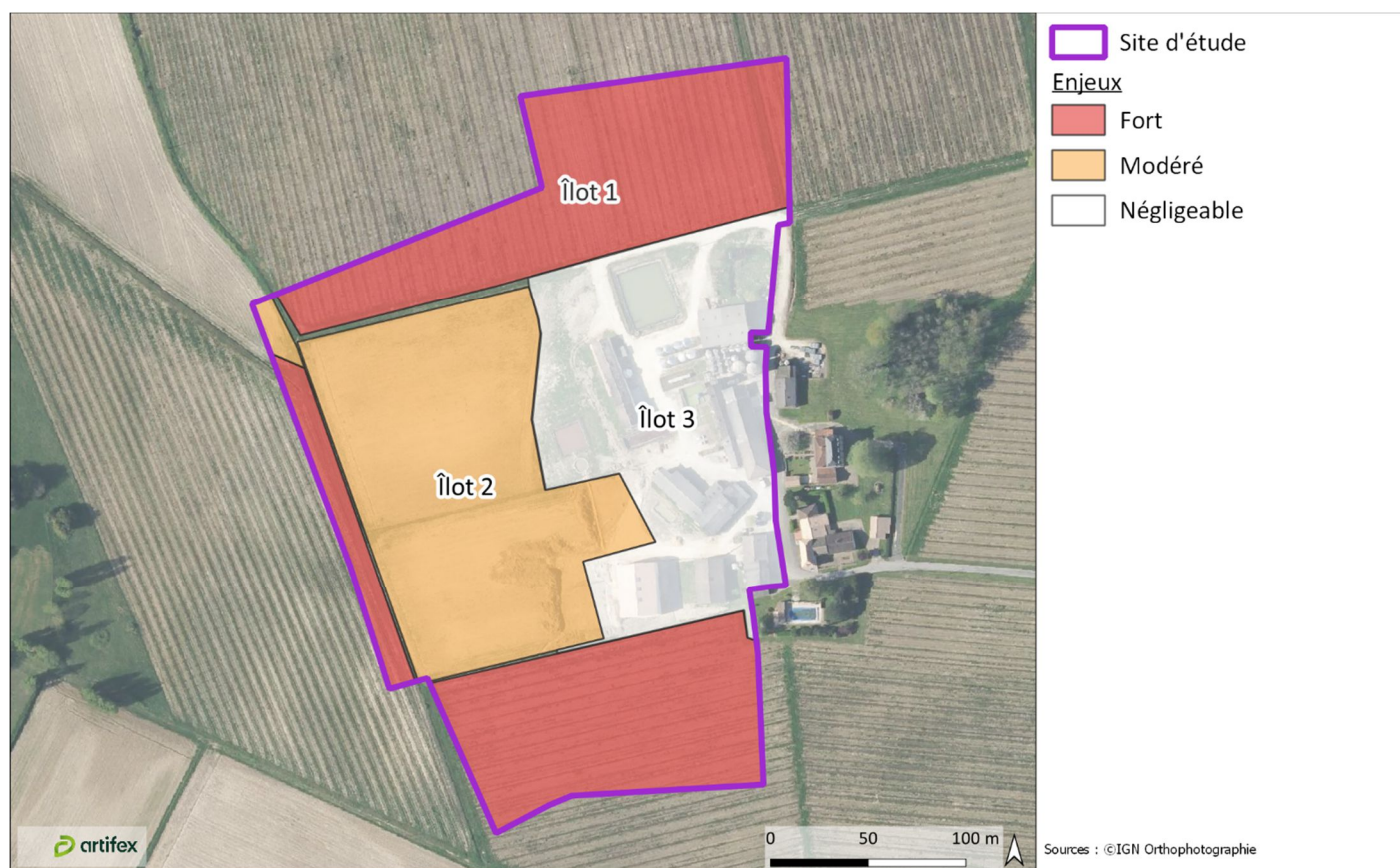 Site d'étude
Enjeux
Fort
Modéré
Négligeable
Îlot 1
Îlot 3
Îlot 2
artifex
0 50 100 m
Sources : ©IGN Orthophotographie